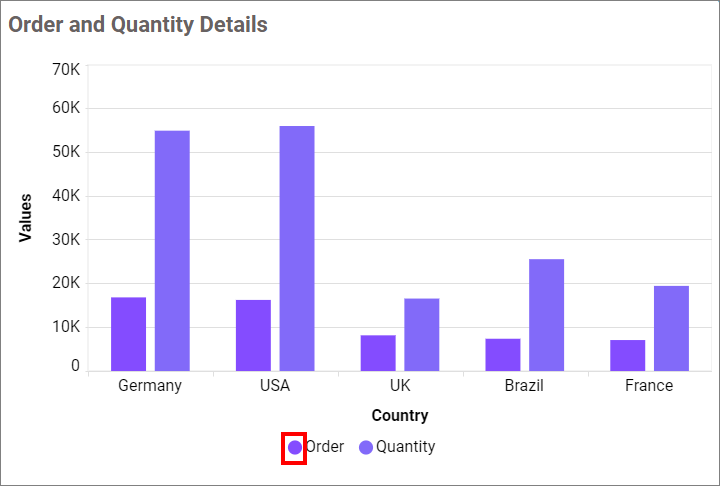 Order and Quantity Details
70K
60K
50K
40K
30K
20K
10K
0
Values
Germany USA UK Brazil France
Country
Order Quantity